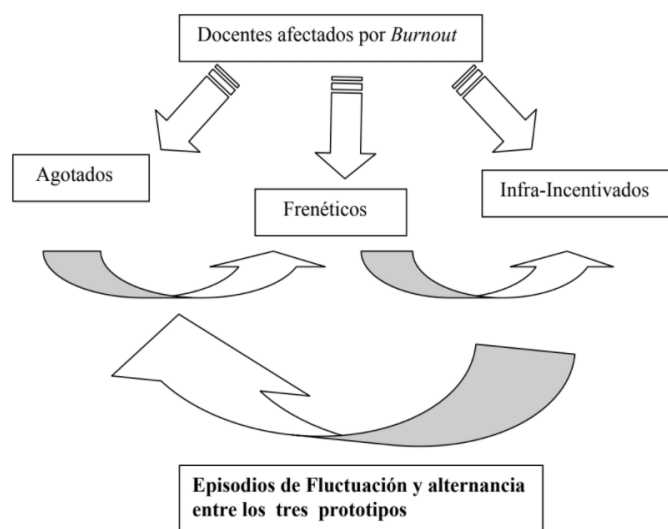 Docentes afectados por Burnout
Agotados
Frenéticos
Infra-Incentivados
Episodios de Fluctuación y alternancia
entre los tres prototipos